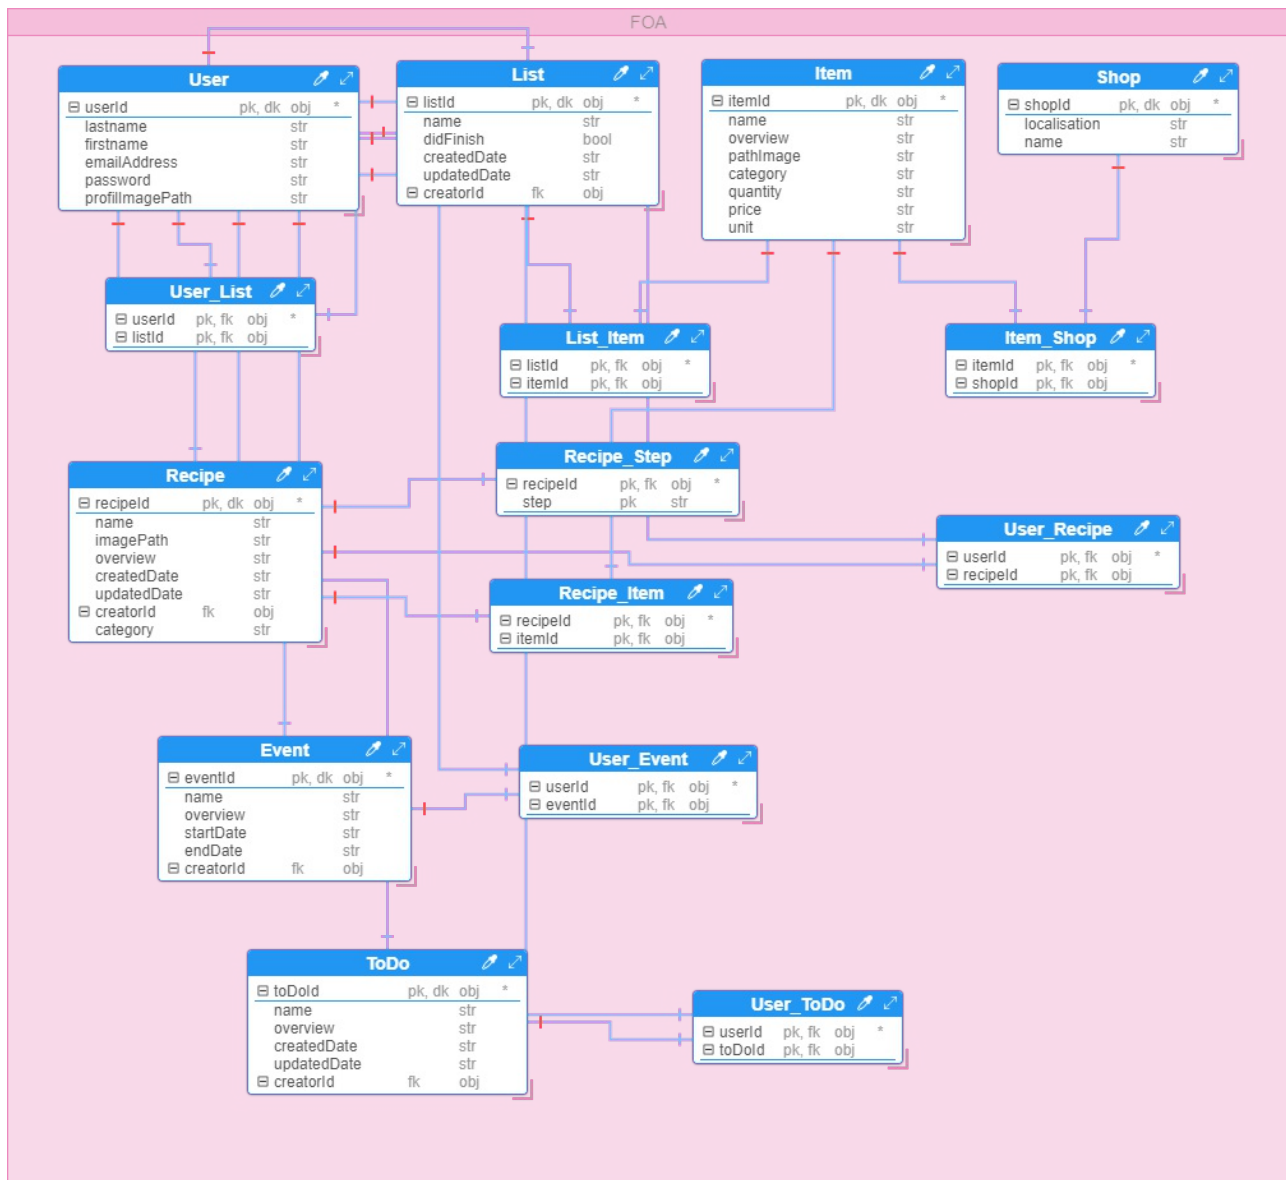 FOA
User
userId pk, dk obj *
lastname str
firstname str
emailAddress str
password str
profilImagePath str
List
listId pk, dk obj *
name str
didFinish bool
createdDate str
updatedDate str
creatorId fk obj
Item
itemId pk, dk obj *
name str
overview str
pathImage str
category str
quantity str
price str
unit str
Shop
shopId pk, dk obj *
localisation str
name str
User_List
userId pk, fk obj *
listId pk, fk obj
List_Item
listId pk, fk obj *
itemId pk, fk obj
Item_Shop
itemId pk, fk obj *
shopId pk, fk obj
Recipe
recipeId pk, dk obj *
name str
imagePath str
overview str
createdDate str
updatedDate str
creatorId fk obj
category str
Recipe_Step
recipeId pk, fk obj *
step pk str
User_Recipe
userId pk, fk obj *
recipeId pk, fk obj
Recipe_Item
recipeId pk, fk obj *
itemId pk, fk obj
Event
eventId pk, dk obj *
name str
overview str
startDate str
endDate str
creatorId fk obj
User_Event
userId pk, fk obj *
eventId pk, fk obj
ToDo
toDoId pk, dk obj *
name str
overview str
createdDate str
updatedDate str
creatorId fk obj
User_ToDo
userId pk, fk obj *
toDoId pk, fk obj